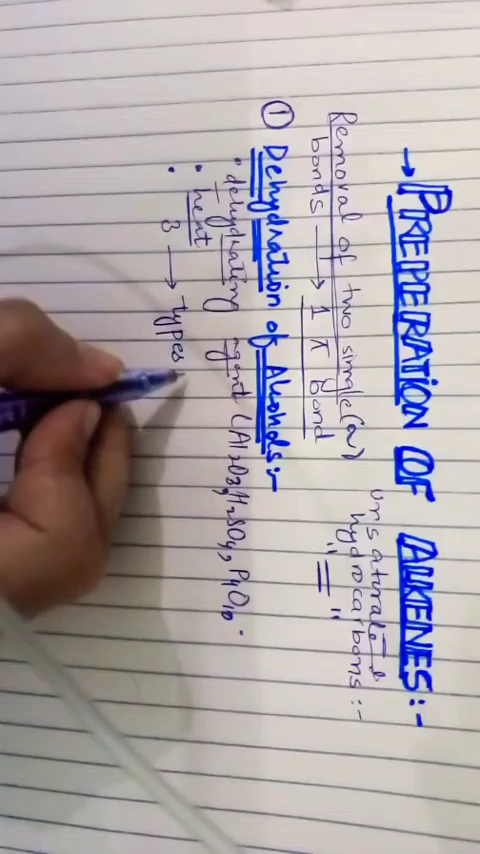 → PREPERATION OF ALKENES:-
unsaturated
hydrocarbons:-
"="
Removal of two single(σ)
bonds → 1 π Bond
① Dehydration of Alcohols:-
• dehydrating agent (Al2O3, H2SO4, P4O10.
• heat
• 3 → types